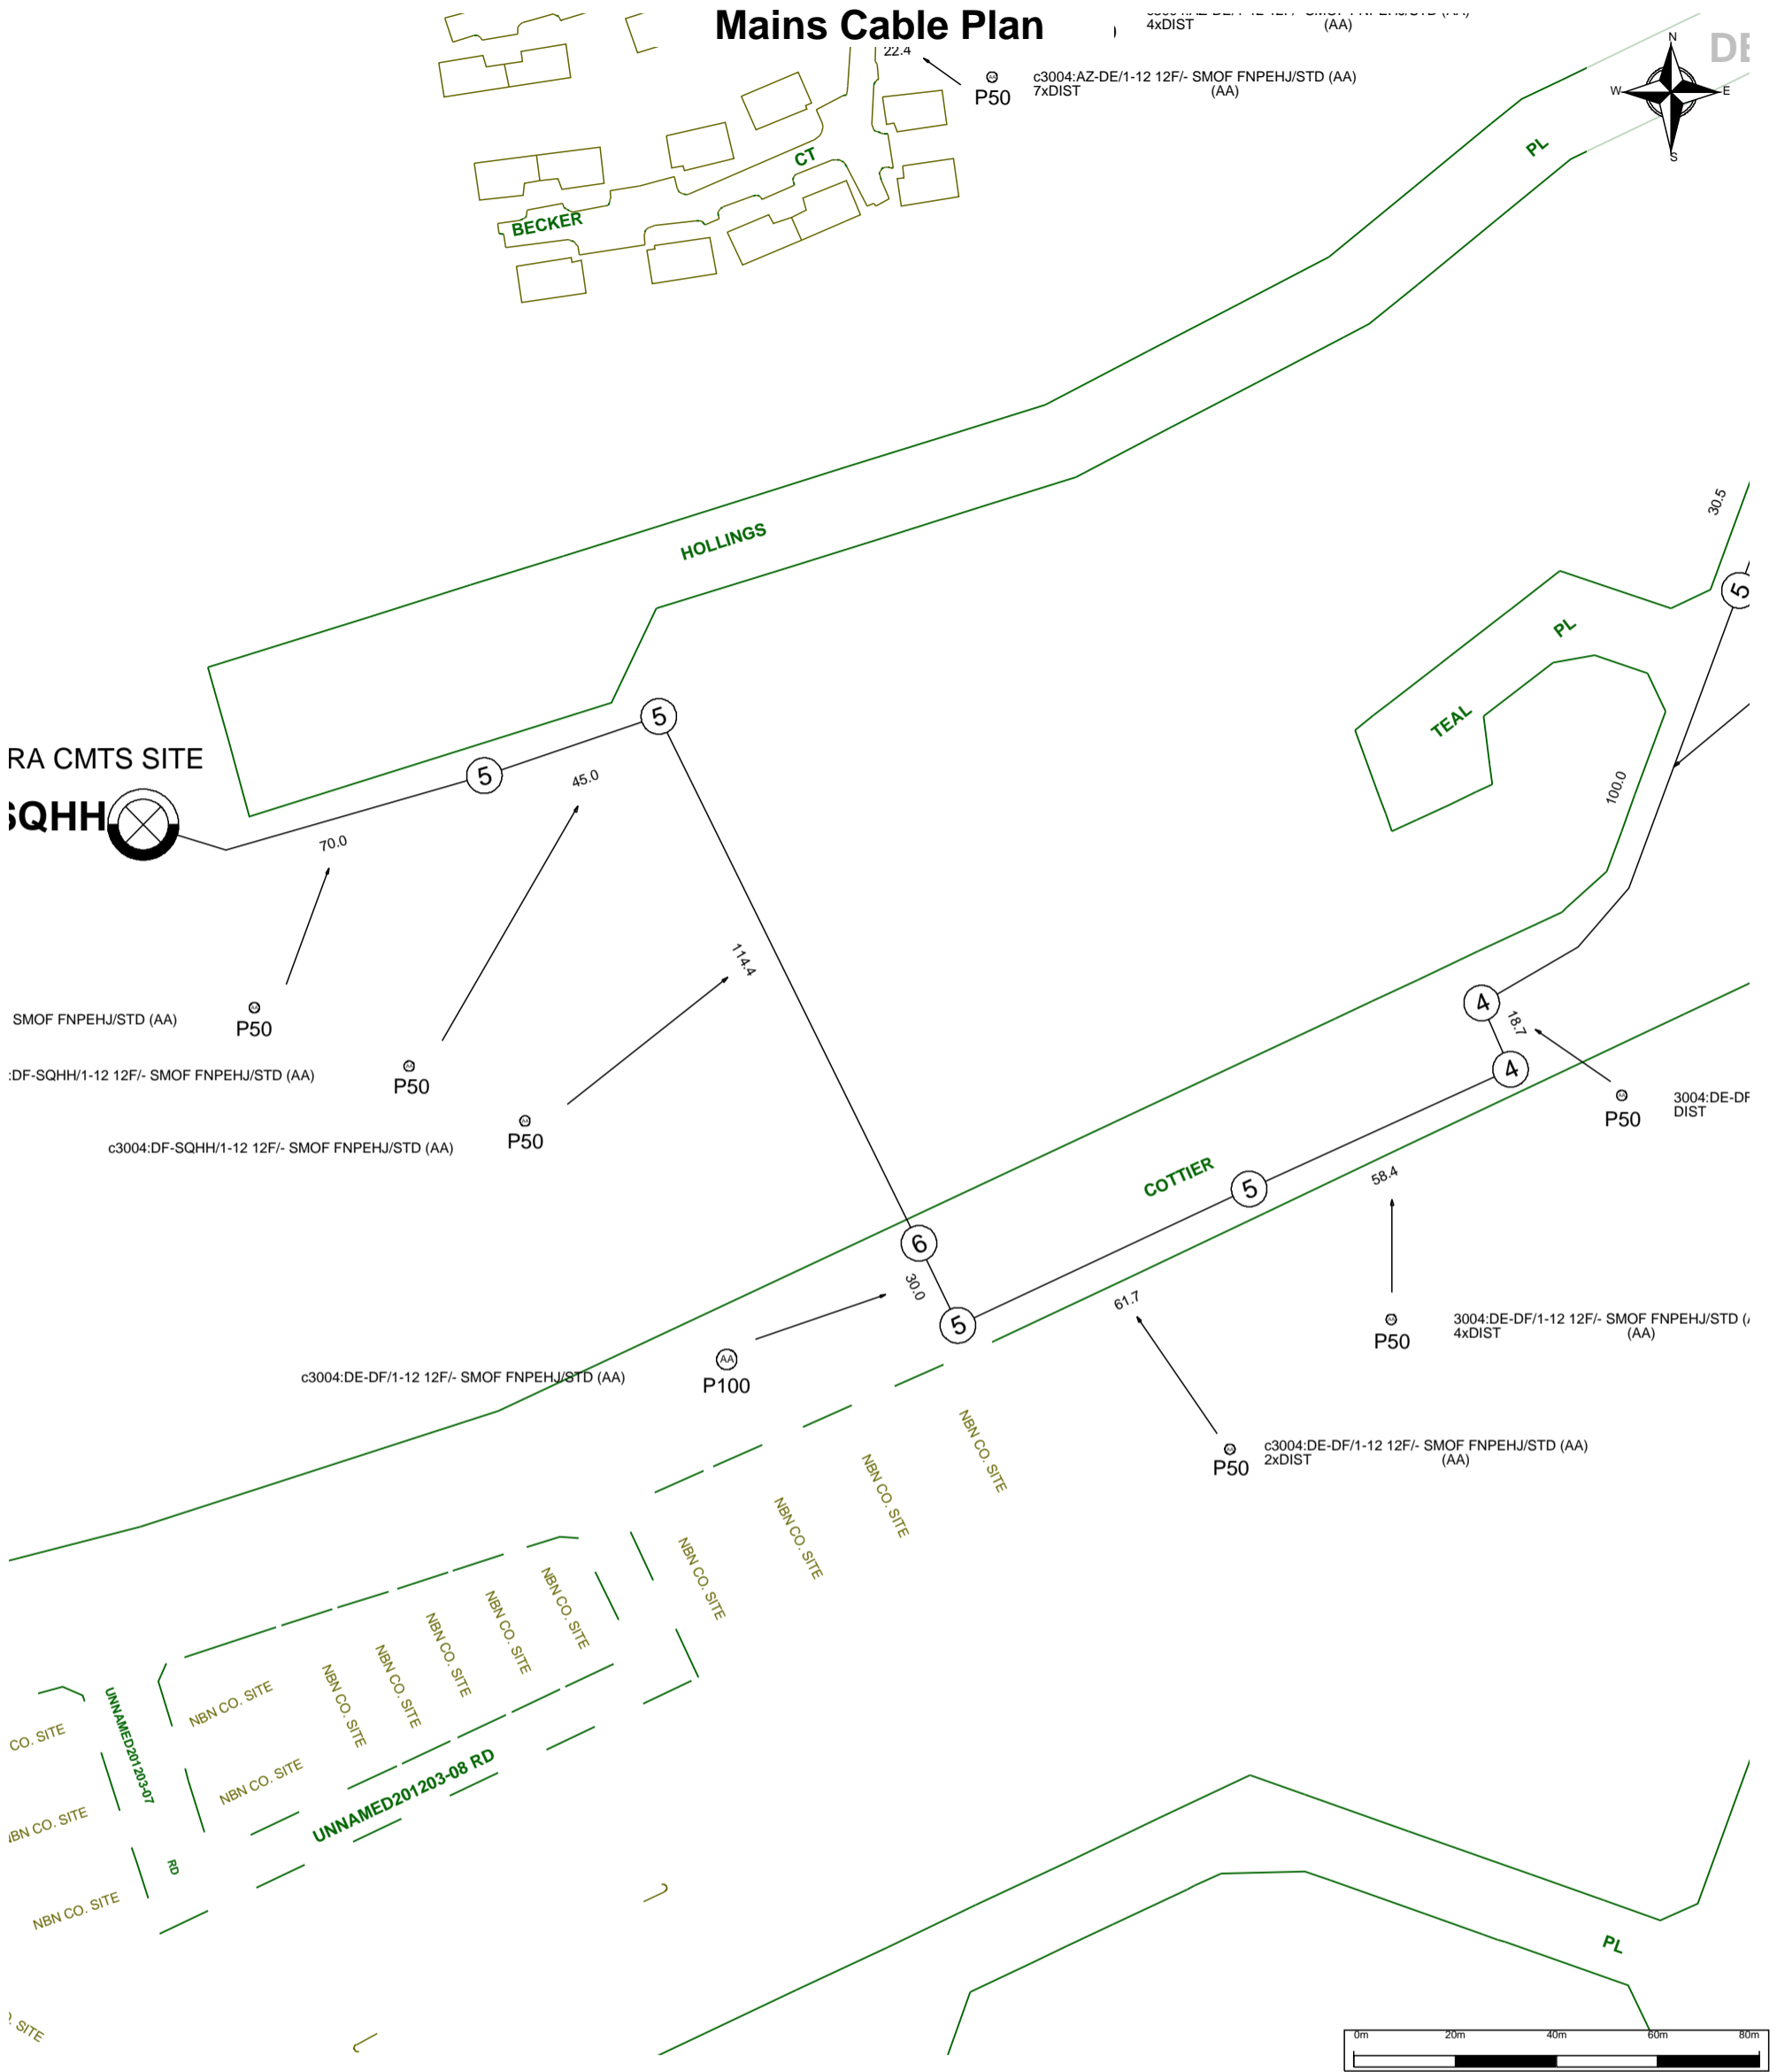 Mains Cable Plan
4xDIST (AA)
DE
22.4
P50
c3004:AZ-DE/1-12 12F/- SMOF FNPEHJ/STD (AA)
7xDIST (AA)
N
W
E
S
PL
CT
BECKER
30.5
HOLLINGS
5
PL
TEAL
5
RA CMTS SITE
5
45.0
100.0
SQHH
70.0
114.4
SMOF FNPEHJ/STD (AA)
P50
4
18.7
:DF-SQHH/1-12 12F/- SMOF FNPEHJ/STD (AA)
P50
4
3004:DE-DF
DIST
P50
c3004:DF-SQHH/1-12 12F/- SMOF FNPEHJ/STD (AA)
P50
COTTIER
58.4
5
6
30.0
61.7
5
3004:DE-DF/1-12 12F/- SMOF FNPEHJ/STD (
4xDIST (AA)
P50
c3004:DE-DF/1-12 12F/- SMOF FNPEHJ/STD (AA)
AA
P100
c3004:DE-DF/1-12 12F/- SMOF FNPEHJ/STD (AA)
2xDIST (AA)
P50
NBN CO. SITE
NBN CO. SITE
NBN CO. SITE
NBN CO. SITE
NBN CO. SITE
NBN CO. SITE
NBN CO. SITE
NBN CO. SITE
NBN CO. SITE
NBN CO. SITE
CO. SITE
UNNAMED201203-07
RD
NBN CO. SITE
UNNAMED201203-08 RD
NBN CO. SITE
NBN CO. SITE
SITE
PL
0m 20m 40m 60m 80m